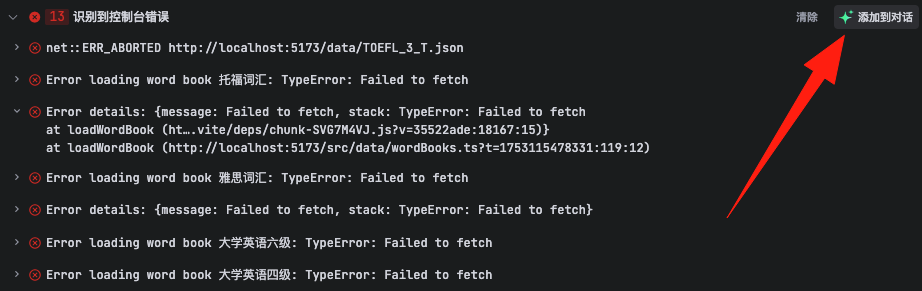 13 识别到控制台错误 清除 添加到对话
net::ERR_ABORTED http://localhost:5173/data/TOEFL_3_T.json
Error loading word book 托福词汇: TypeError: Failed to fetch
Error details: {message: Failed to fetch, stack: TypeError: Failed to fetch
at loadWordBook (ht….vite/deps/chunk-SVG7M4VJ.js?v=35522ade:18167:15)}
at loadWordBook (http://localhost:5173/src/data/wordBooks.ts?t=1753115478331:119:12)
Error loading word book 雅思词汇: TypeError: Failed to fetch
Error details: {message: Failed to fetch, stack: TypeError: Failed to fetch}
Error loading word book 大学英语六级: TypeError: Failed to fetch
Error loading word book 大学英语四级: TypeError: Failed to fetch